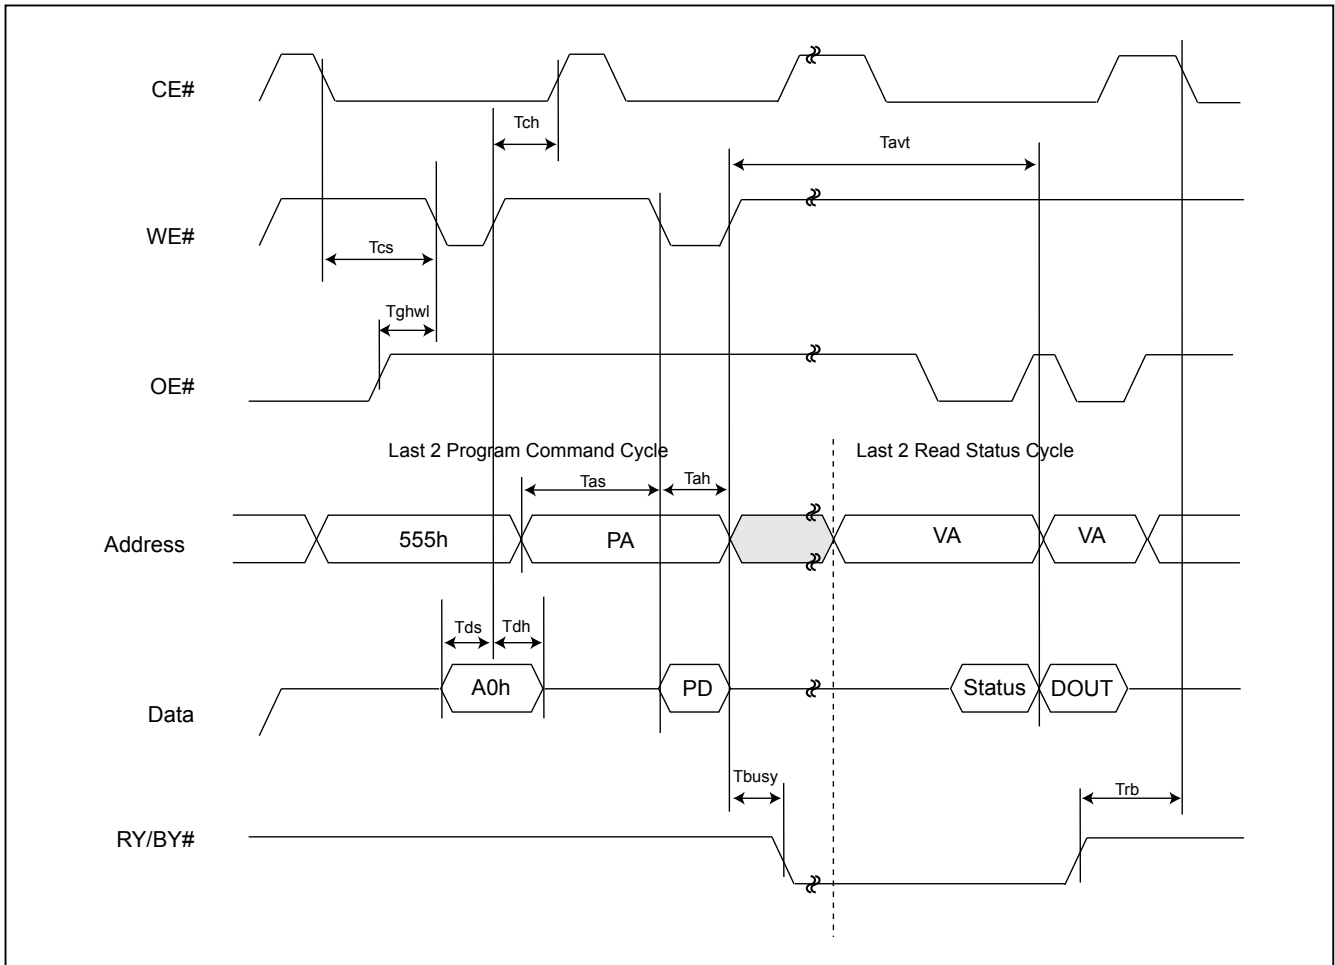 CE#
Tch
Tavt
WE#
Tcs
Tghwl
OE#
Last 2 Program Command Cycle
Last 2 Read Status Cycle
Tas
Tah
Address
555h
PA
VA
VA
Tds
Tdh
A0h
PD
Status
DOUT
Data
Tbusy
Trb
RY/BY#